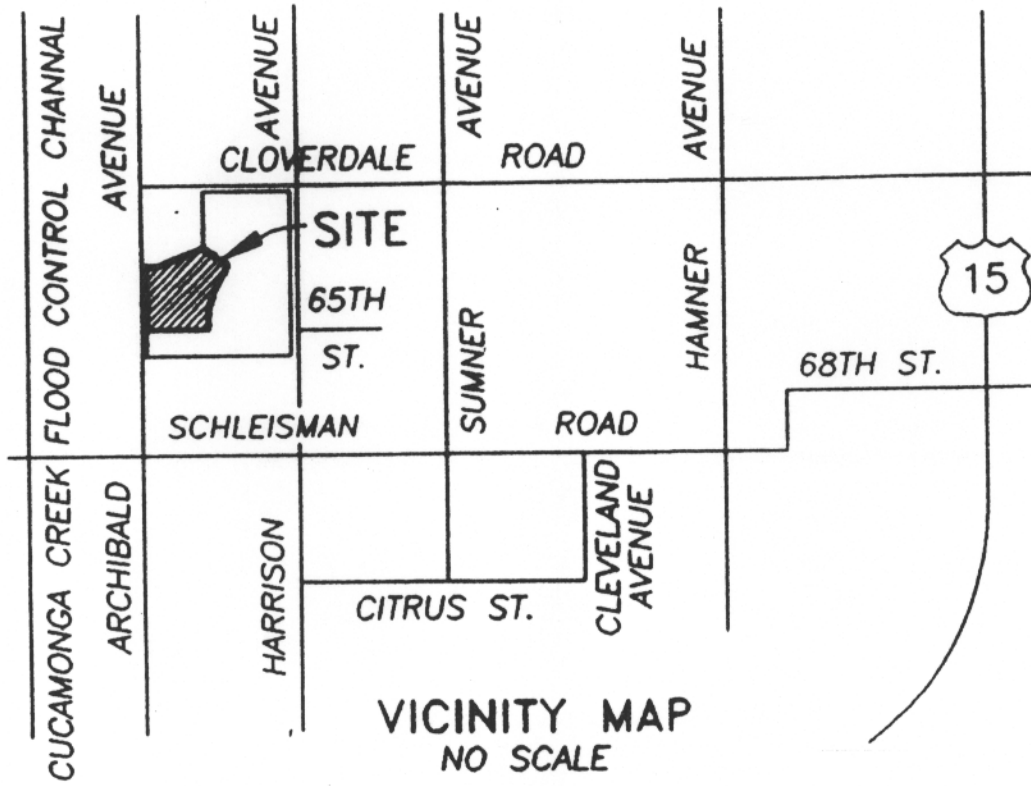 CUCAMONGA CREEK FLOOD CONTROL CHANNAL
AVENUE
ARCHIBALD
AVENUE
HARRISON
AVENUE
SUMNER
AVENUE
HAMNER
CLOVERDALE ROAD
SITE
15
65TH
ST.
68TH ST.
SCHLEISMAN ROAD
CLEVELAND
AVENUE
CITRUS ST.
VICINITY MAP
NO SCALE